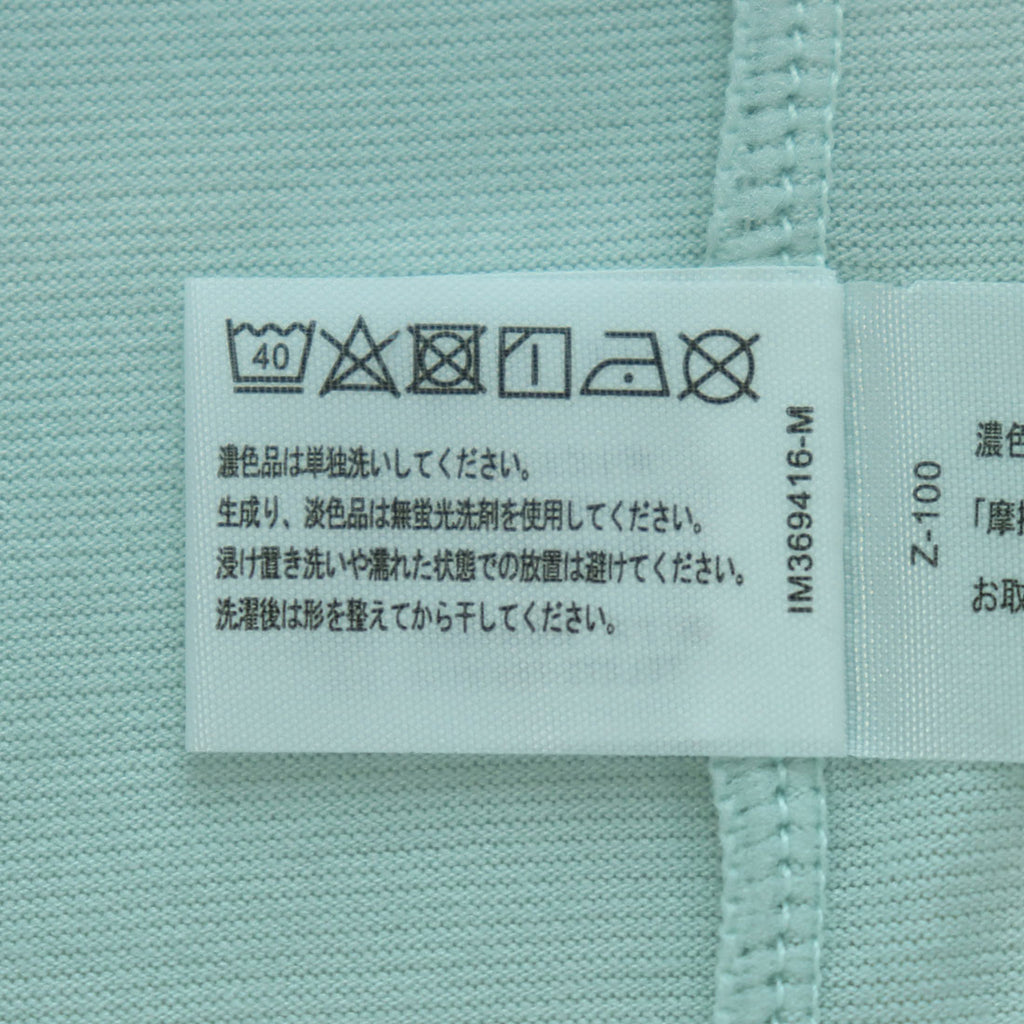 40
濃色品は単独洗いしてください。
生成り、淡色品は無蛍光洗剤を使用してください。
浸け置き洗いや濡れた状態での放置は避けてください。
洗濯後は形を整えてから干してください。
IM369416-M
Z-100
濃色
「摩擦
お取